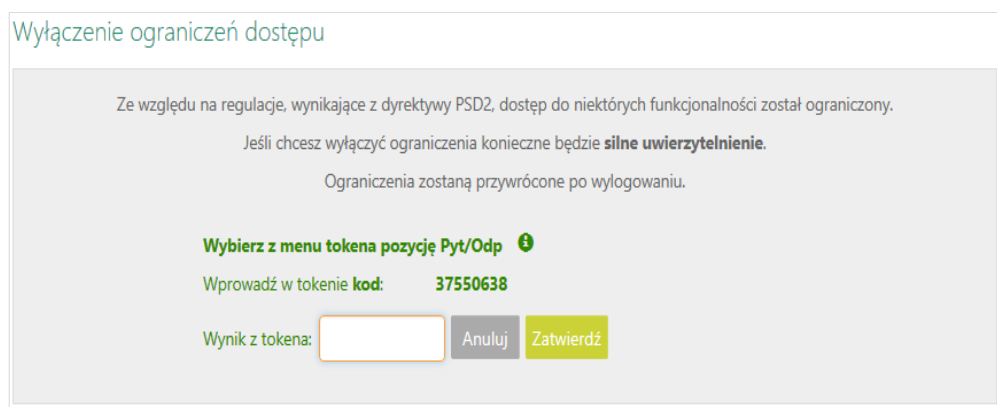 Wyłączenie ograniczeń dostępu
Ze względu na regulacje, wynikające z dyrektywy PSD2, dostęp do niektórych funkcjonalności został ograniczony.
Jeśli chcesz wyłączyć ograniczenia konieczne będzie silne uwierzytelnienie.
Ograniczenia zostaną przywrócone po wylogowaniu.
Wybierz z menu tokena pozycję Pyt/Odp
Wprowadź w tokenie kod: 37550638
Wynik z tokena: Anuluj Zatwierdź